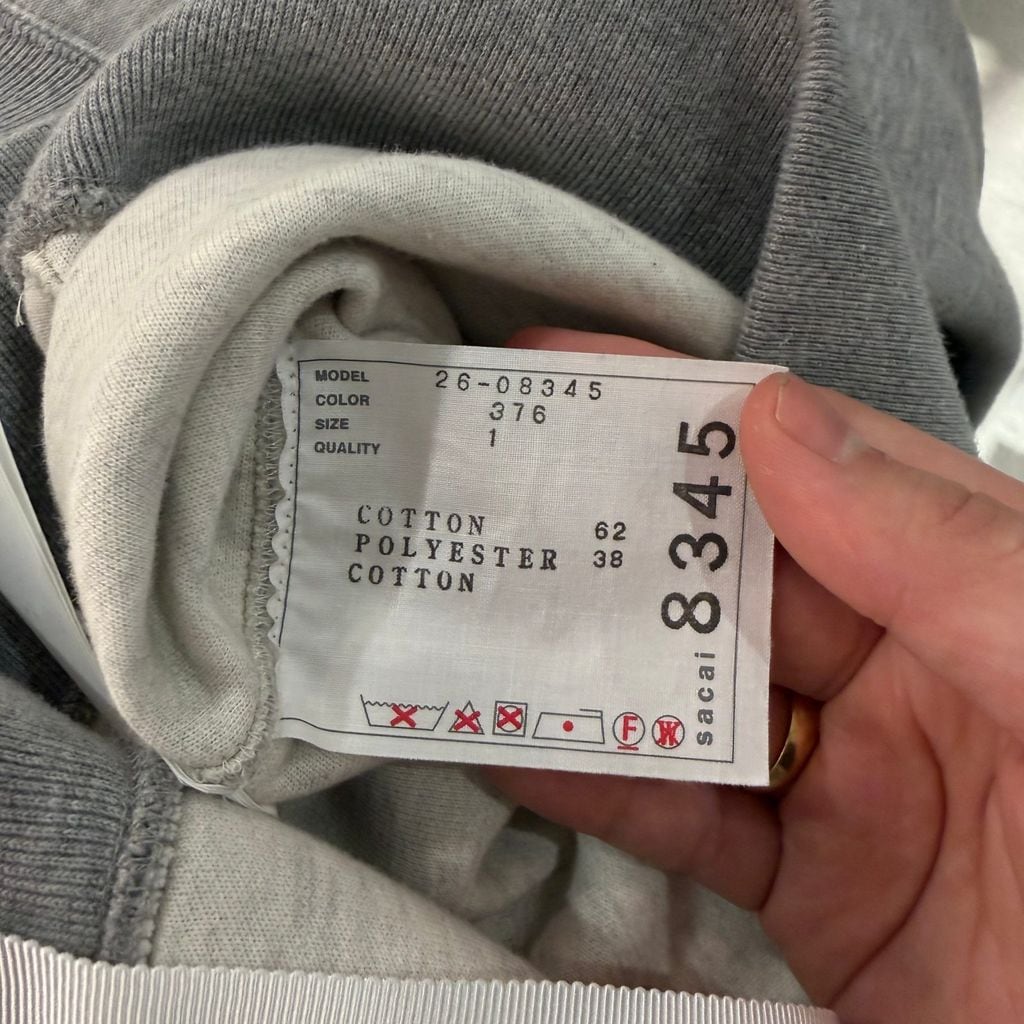 MODEL 26-08345
COLOR 376
SIZE 1
QUALITY
COTTON 62
POLYESTER 38
COTTON
F
W
sacai 8345